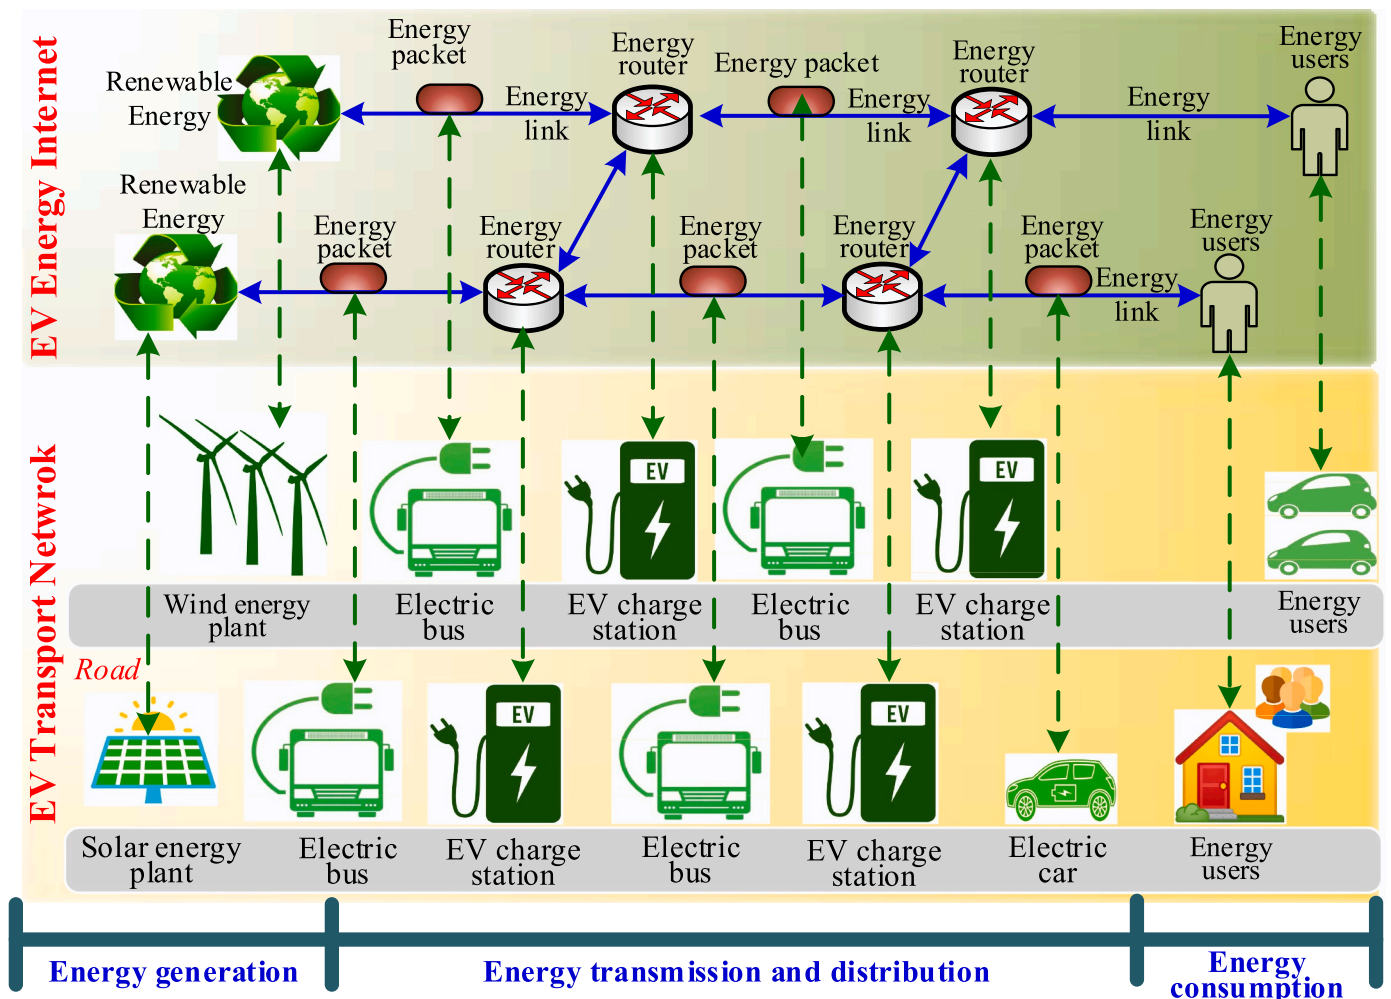 EV Energy Internet
Renewable
Energy
Energy
packet
Energy
link
Energy
router
Energy packet
Energy
link
Energy
router
Energy
link
Energy
users
Renewable
Energy
Energy
packet
Energy
router
Energy
packet
Energy
router
Energy
packet
Energy
link
Energy
users
EV Transport Netwrok
EV
EV
Wind energy
plant
Electric
bus
EV charge
station
Electric
bus
EV charge
station
Energy
users
Road
EV
EV
Solar energy
plant
Electric
bus
EV charge
station
Electric
bus
EV charge
station
Electric
car
Energy
users
Energy generation
Energy transmission and distribution
Energy
consumption